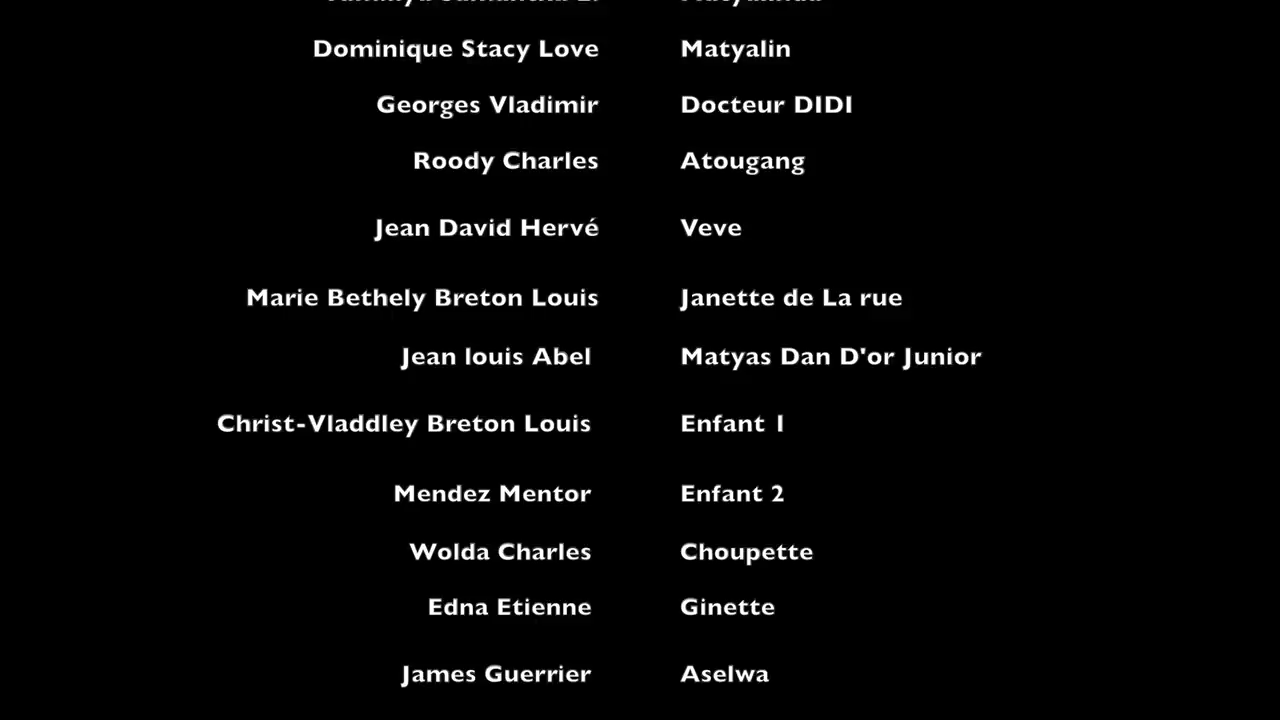 Dominique Stacy Love Matyalin
Georges Vladimir Docteur DIDI
Roody Charles Atougang
Jean David Hervé Veve
Marie Bethely Breton Louis Janette de La rue
Jean louis Abel Matyas Dan D'or Junior
Christ-Vladdley Breton Louis Enfant 1
Mendez Mentor Enfant 2
Wolda Charles Choupette
Edna Etienne Ginette
James Guerrier Aselwa